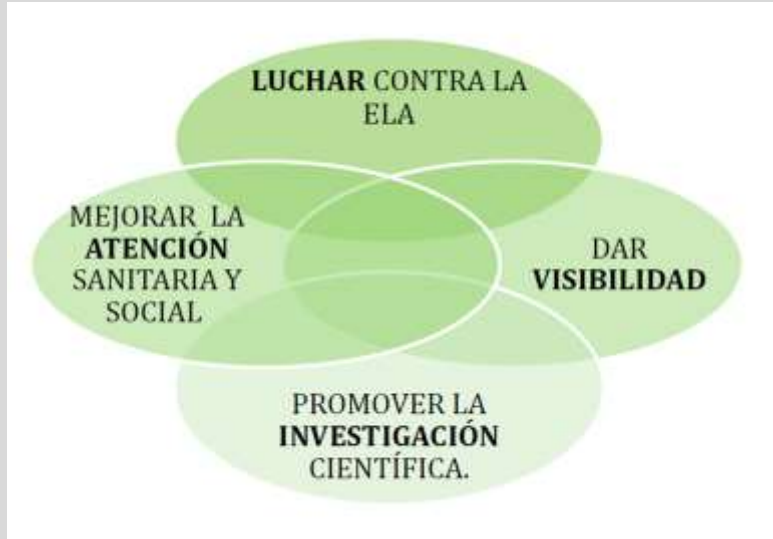 LUCHAR CONTRA LA
ELA
MEJORAR LA
ATENCIÓN
SANITARIA Y
SOCIAL
DAR
VISIBILIDAD
PROMOVER LA
INVESTIGACIÓN
CIENTÍFICA.